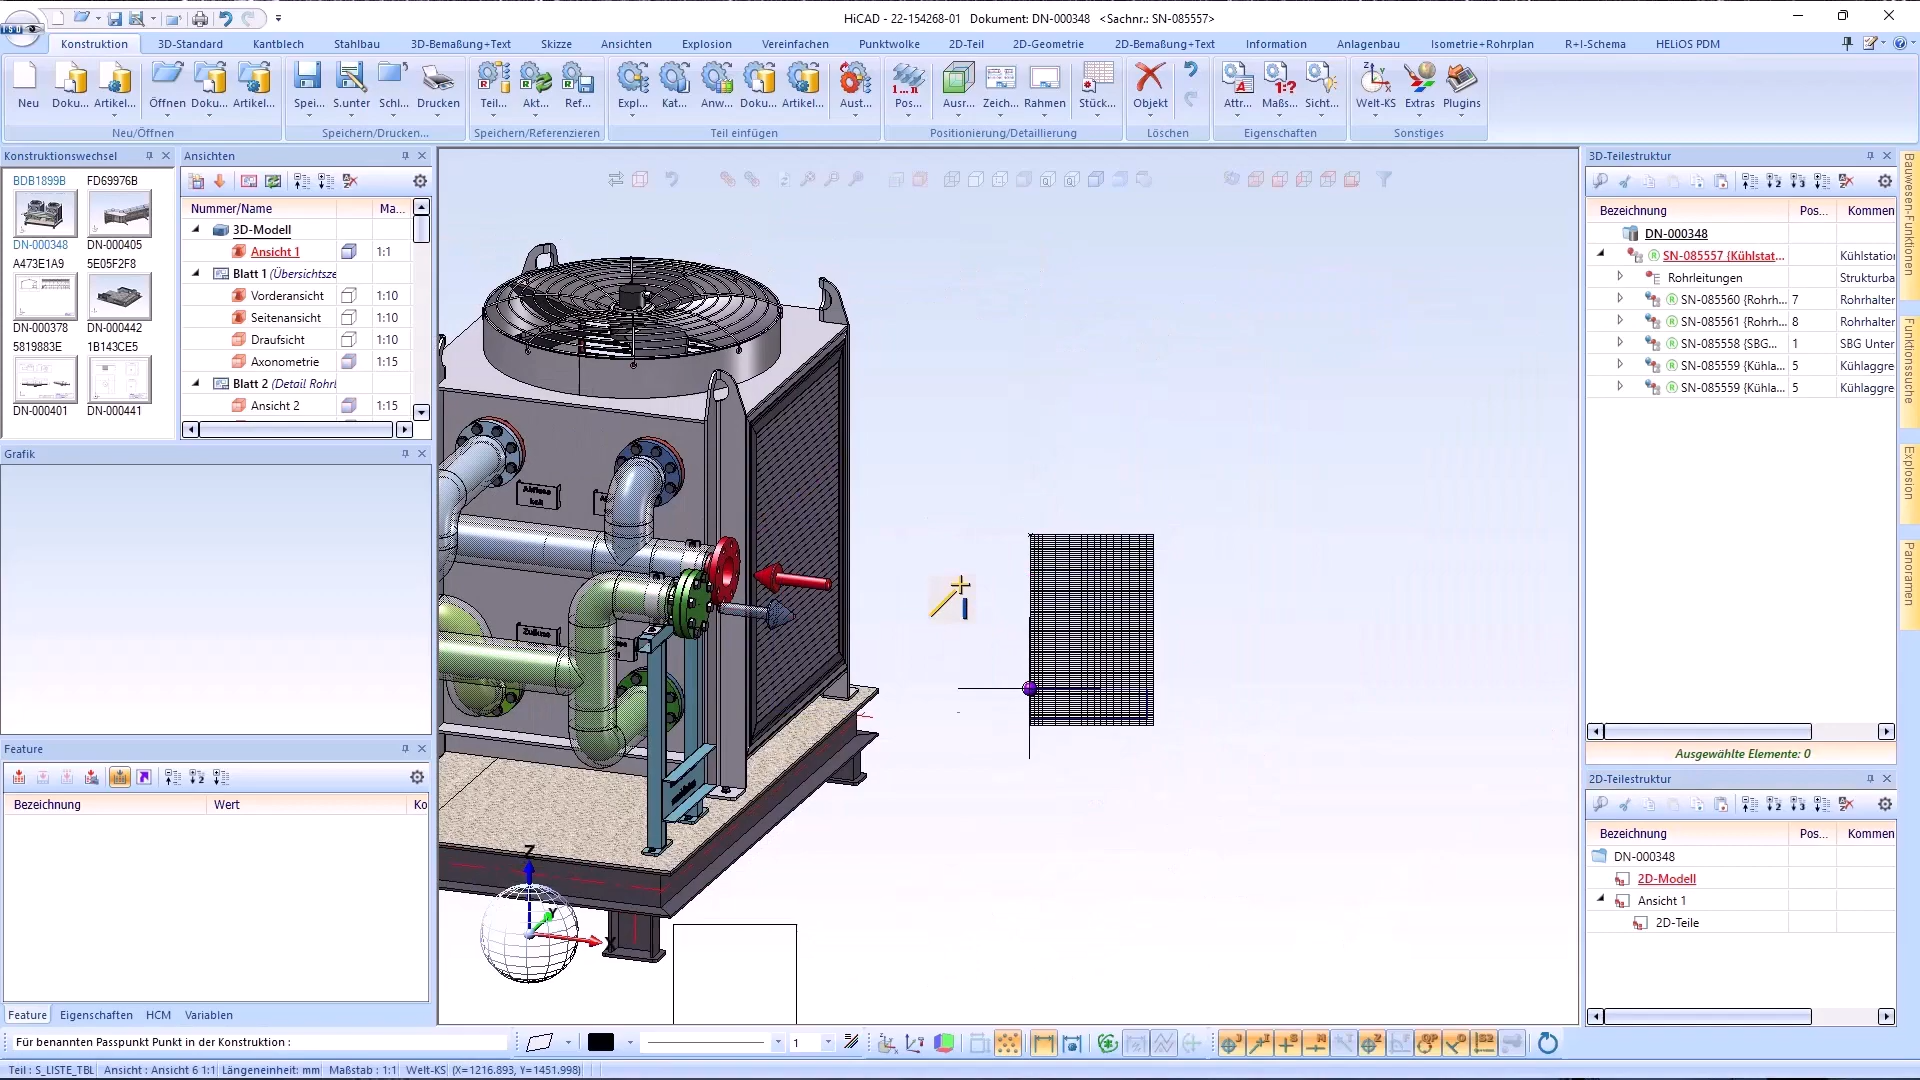 HiCAD - 22-154268-01   Dokument: DN-000348   <Sachnr.: SN-085557>
ISD
Konstruktion 3D-Standard Kantblech Stahlbau 3D-Bemaßung+Text Skizze Ansichten Explosion Vereinfachen Punktwolke 2D-Teil 2D-Geometrie 2D-Bemaßung+Text Information Anlagenbau Isometrie+Rohrplan R+I-Schema HELiOS PDM
Neu Doku... Artikel... Öffnen Doku... Artikel... Spei... S.unter Schl... Drucken Teil... Akt... Ref... Expl... Kat... Anw... Doku... Artikel... Aust... Pos... Ausr... Zeich... Rahmen Stück... Objekt Attr... Maßs... Sicht... Welt-KS Extras Plugins
Neu/Öffnen Speichern/Drucken... Speichern/Referenzieren Teil einfügen Positionierung/Detaillierung Löschen Eigenschaften Sonstiges
Konstruktionswechsel
BDB1899B FD69976B
DN-000348 DN-000405
A473E1A9 5E05F2F8
DN-000378 DN-000442
5819883E 1B143CE5
DN-000401 DN-000441
Ansichten
Nummer/Name Ma...
3D-Modell
Ansicht 1 1:1
Blatt 1 (Übersichtsze
Vorderansicht 1:10
Seitenansicht 1:10
Draufsicht 1:10
Axonometrie 1:15
Blatt 2 (Detail Rohrl
Ansicht 2 1:15
Grafik
Feature
Bezeichnung Wert Ko
Feature Eigenschaften HCM Variablen
Abfluss
kalt
Zufluss
Z
Y
X
3D-Teilestruktur
Bezeichnung Pos... Kommen
DN-000348
SN-085557 {Kühlstat... Kühlstation
Rohrleitungen Strukturba
SN-085560 {Rohrh... 7 Rohrhalter
SN-085561 {Rohrh... 8 Rohrhalter
SN-085558 {SBG... 1 SBG Unter
SN-085559 {Kühla... 5 Kühlaggre
SN-085559 {Kühla... 5 Kühlaggre
Ausgewählte Elemente: 0
2D-Teilestruktur
Bezeichnung Pos... Kommen
DN-000348
2D-Modell
Ansicht 1
2D-Teile
Bauwesen-Funktionen
Funktionssuche
Explosion
Panoramen
Für benannten Passpunkt Punkt in der Konstruktion :
1
Teil : S_LISTE_TBL Ansicht : Ansicht 6 1:1 Längeneinheit: mm Maßstab : 1:1 Welt-KS (X=1216.893, Y=1451.998)